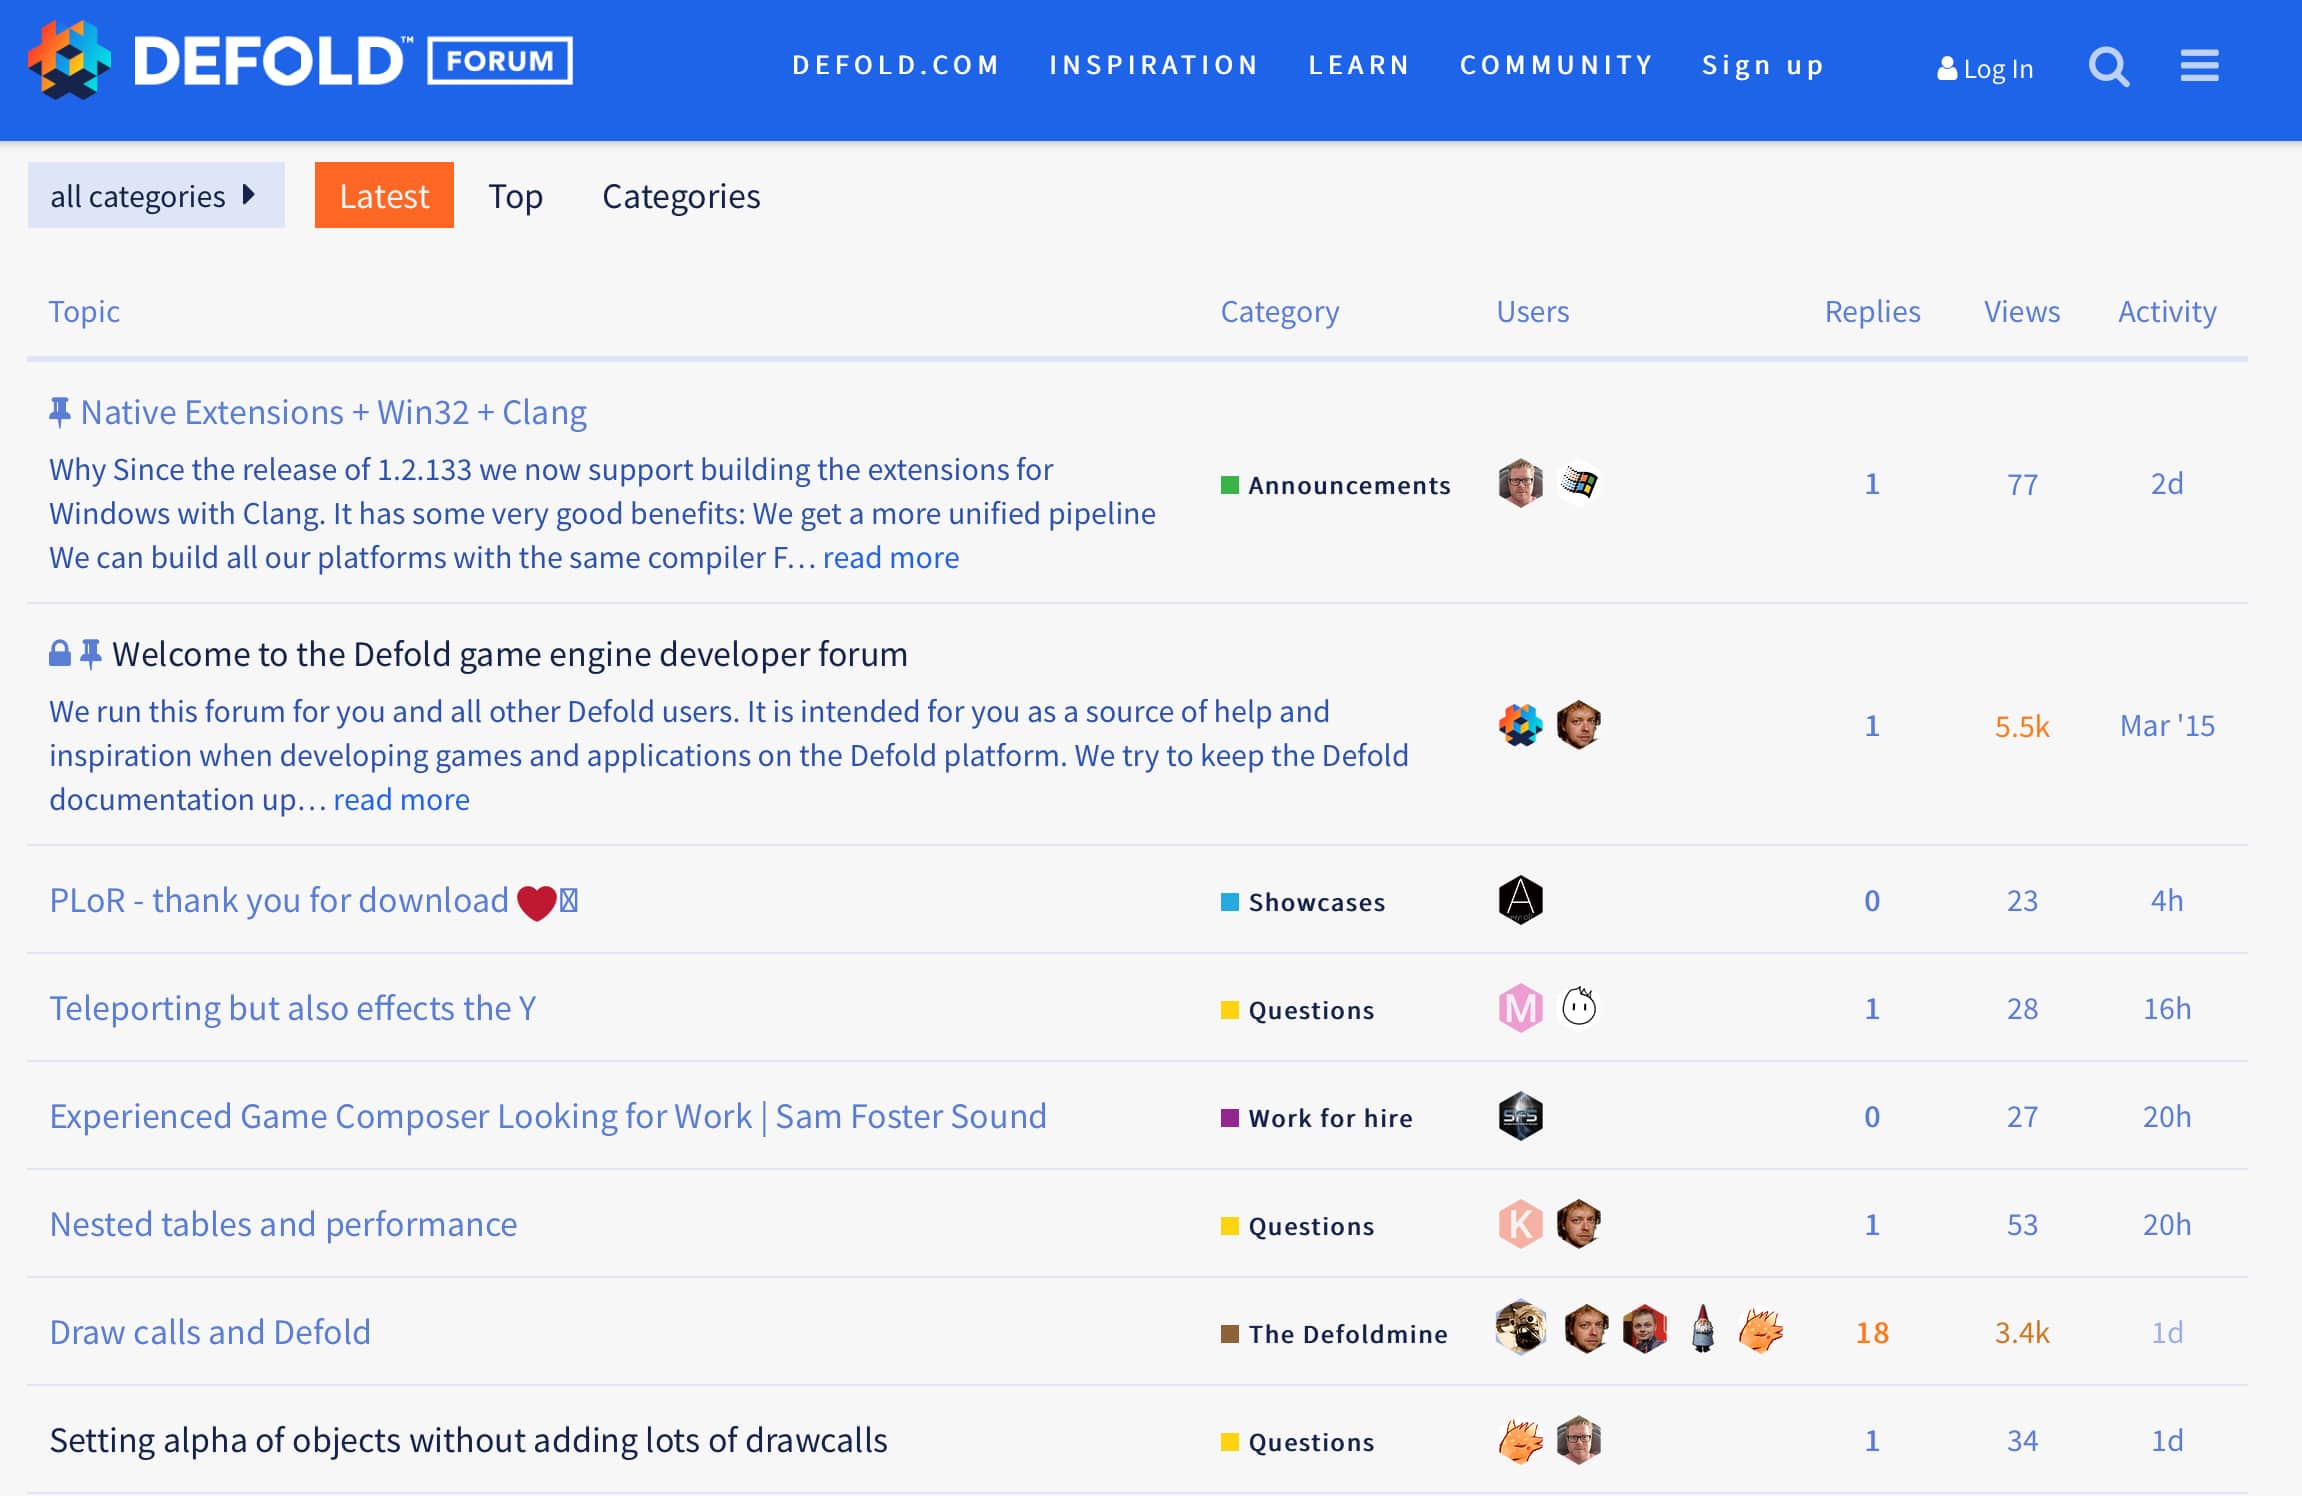 DEFOLD™ FORUM
DEFOLD.COM INSPIRATION LEARN COMMUNITY Sign up Log In
all categories Latest Top Categories
Topic Category Users Replies Views Activity
Native Extensions + Win32 + Clang
Why Since the release of 1.2.133 we now support building the extensions for
Windows with Clang. It has some very good benefits: We get a more unified pipeline
We can build all our platforms with the same compiler F… read more
Announcements 1 77 2d
Welcome to the Defold game engine developer forum
We run this forum for you and all other Defold users. It is intended for you as a source of help and
inspiration when developing games and applications on the Defold platform. We try to keep the Defold
documentation up… read more
1 5.5k Mar '15
PLoR - thank you for download Showcases A 0 23 4h
Teleporting but also effects the Y Questions M 1 28 16h
Experienced Game Composer Looking for Work | Sam Foster Sound Work for hire SFS 0 27 20h
Nested tables and performance Questions K 1 53 20h
Draw calls and Defold The Defoldmine 18 3.4k 1d
Setting alpha of objects without adding lots of drawcalls Questions 1 34 1d